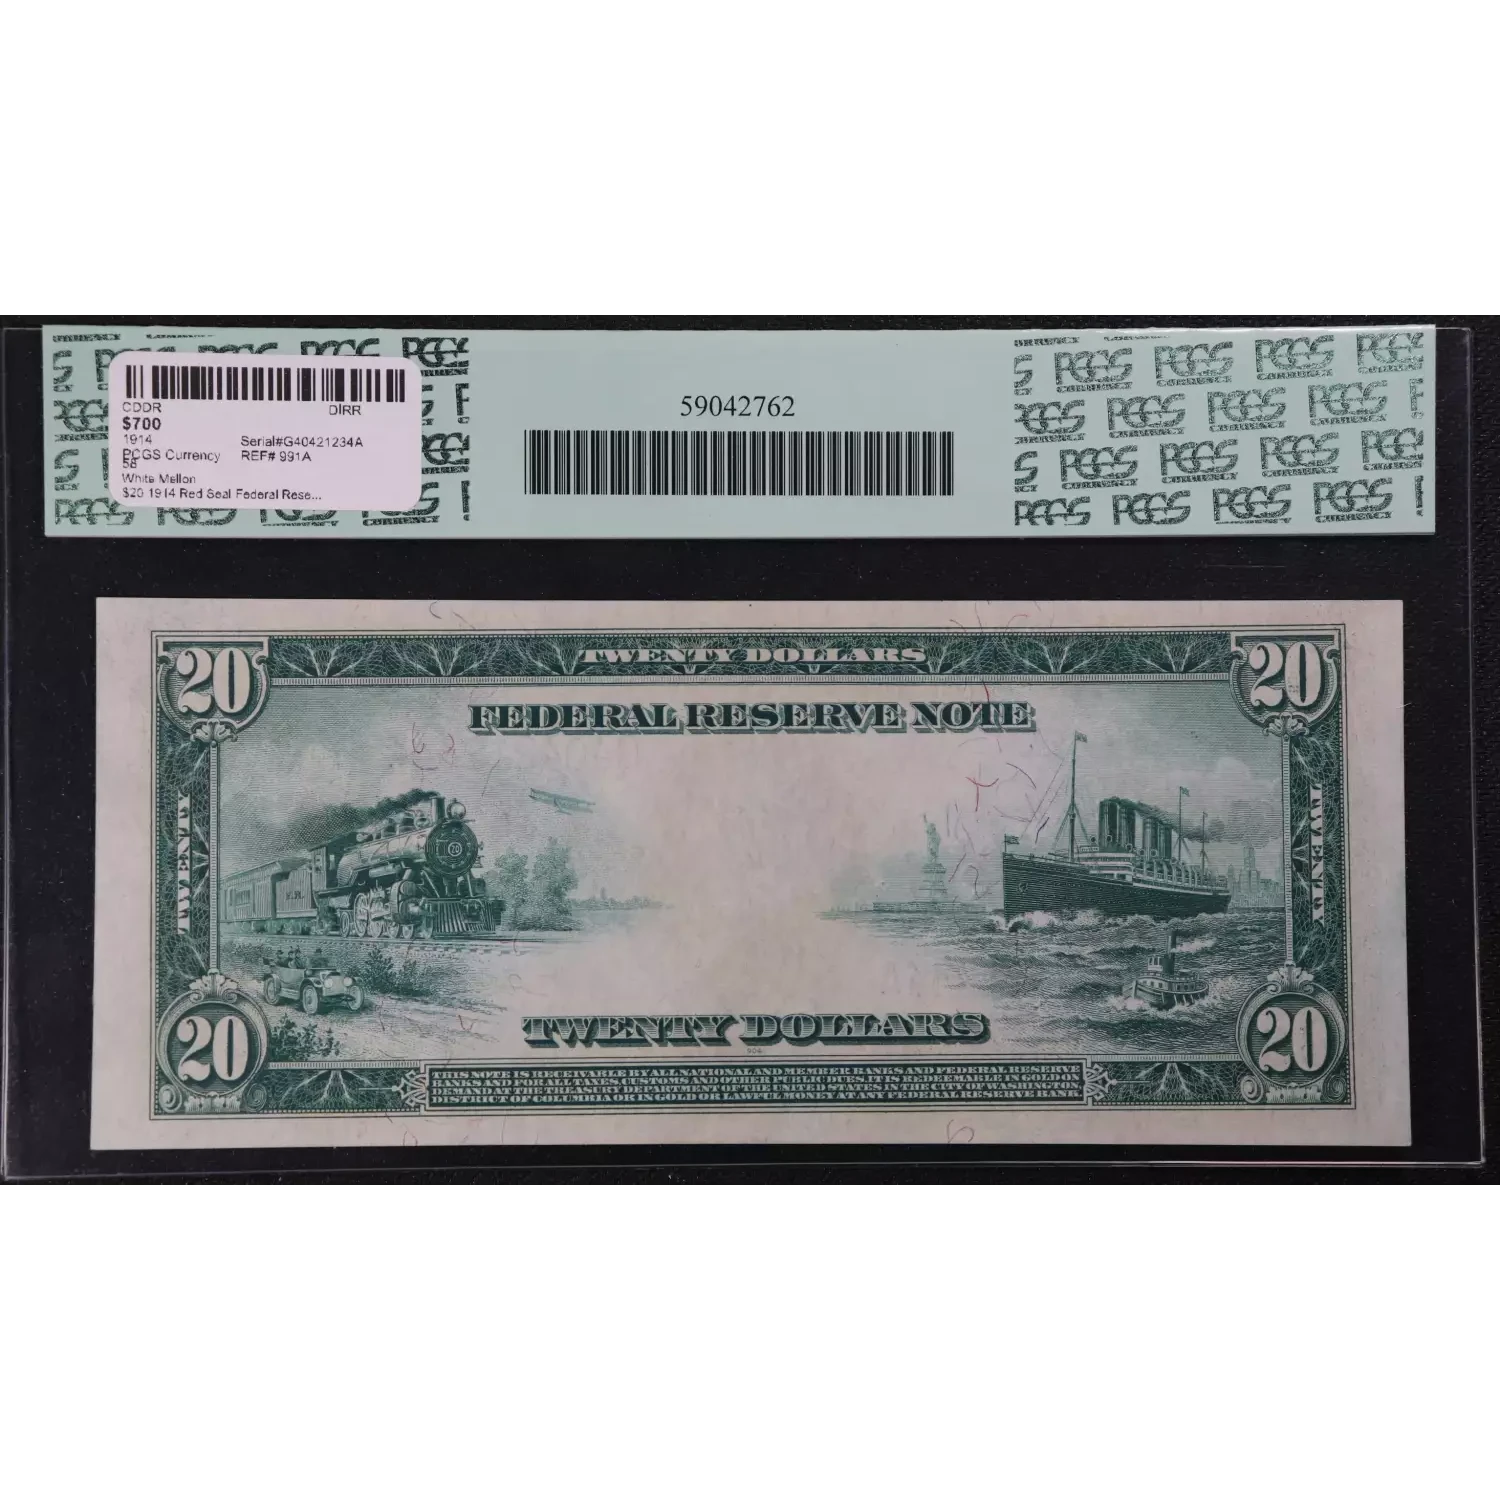 PCGS CURRENCY
CDDR DIRR
$700
1914 Serial#G40421234A
PCGS Currency REF# 991A
58
White Mellon
$20 1914 Red Seal Federal Rese...
59042762
20 TWENTY DOLLARS 20
FEDERAL RESERVE NOTE
TWENTY
TWENTY
20
20 TWENTY DOLLARS 20
THIS NOTE IS RECEIVABLE BY ALL NATIONAL AND MEMBER BANKS AND FEDERAL RESERVE
BANKS AND FOR ALL TAXES, CUSTOMS AND OTHER PUBLIC DUES. IT IS REDEEMABLE IN GOLD ON
DEMAND AT THE TREASURY DEPARTMENT OF THE UNITED STATES IN THE CITY OF WASHINGTON,
DISTRICT OF COLUMBIA OR IN GOLD OR LAWFUL MONEY AT ANY FEDERAL RESERVE BANK.